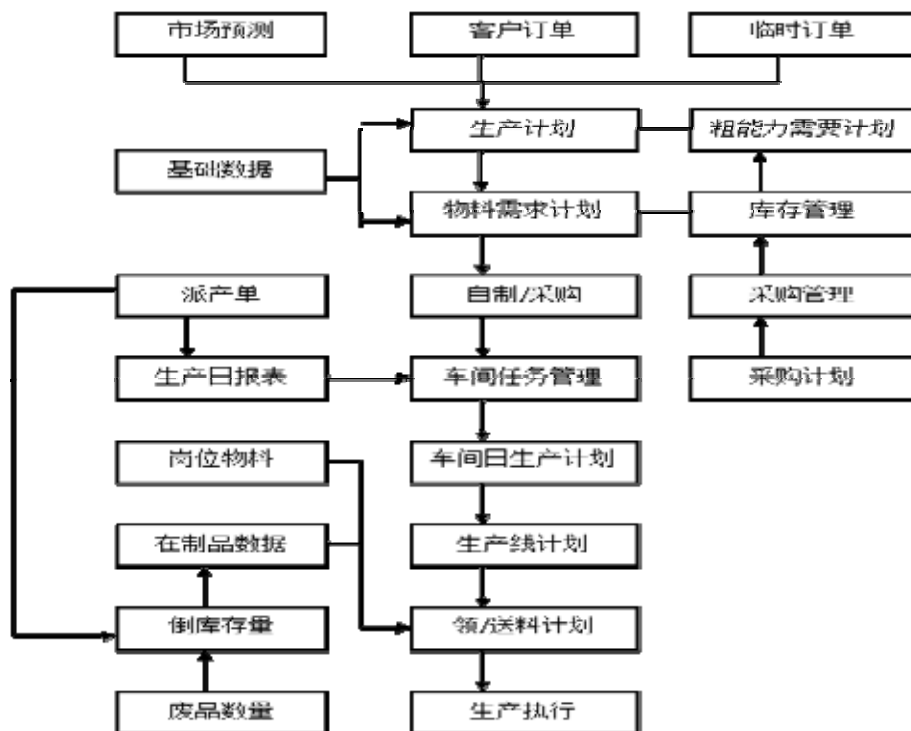 市场预测
客户订单
临时订单
生产计划
粗能力需要计划
基础数据
物料需求计划
库存管理
派产单
自制/采购
采购管理
生产日报表
车间任务管理
采购计划
岗位物料
车间日生产计划
在制品数据
生产线计划
倒库存量
领/送料计划
废品数量
生产执行